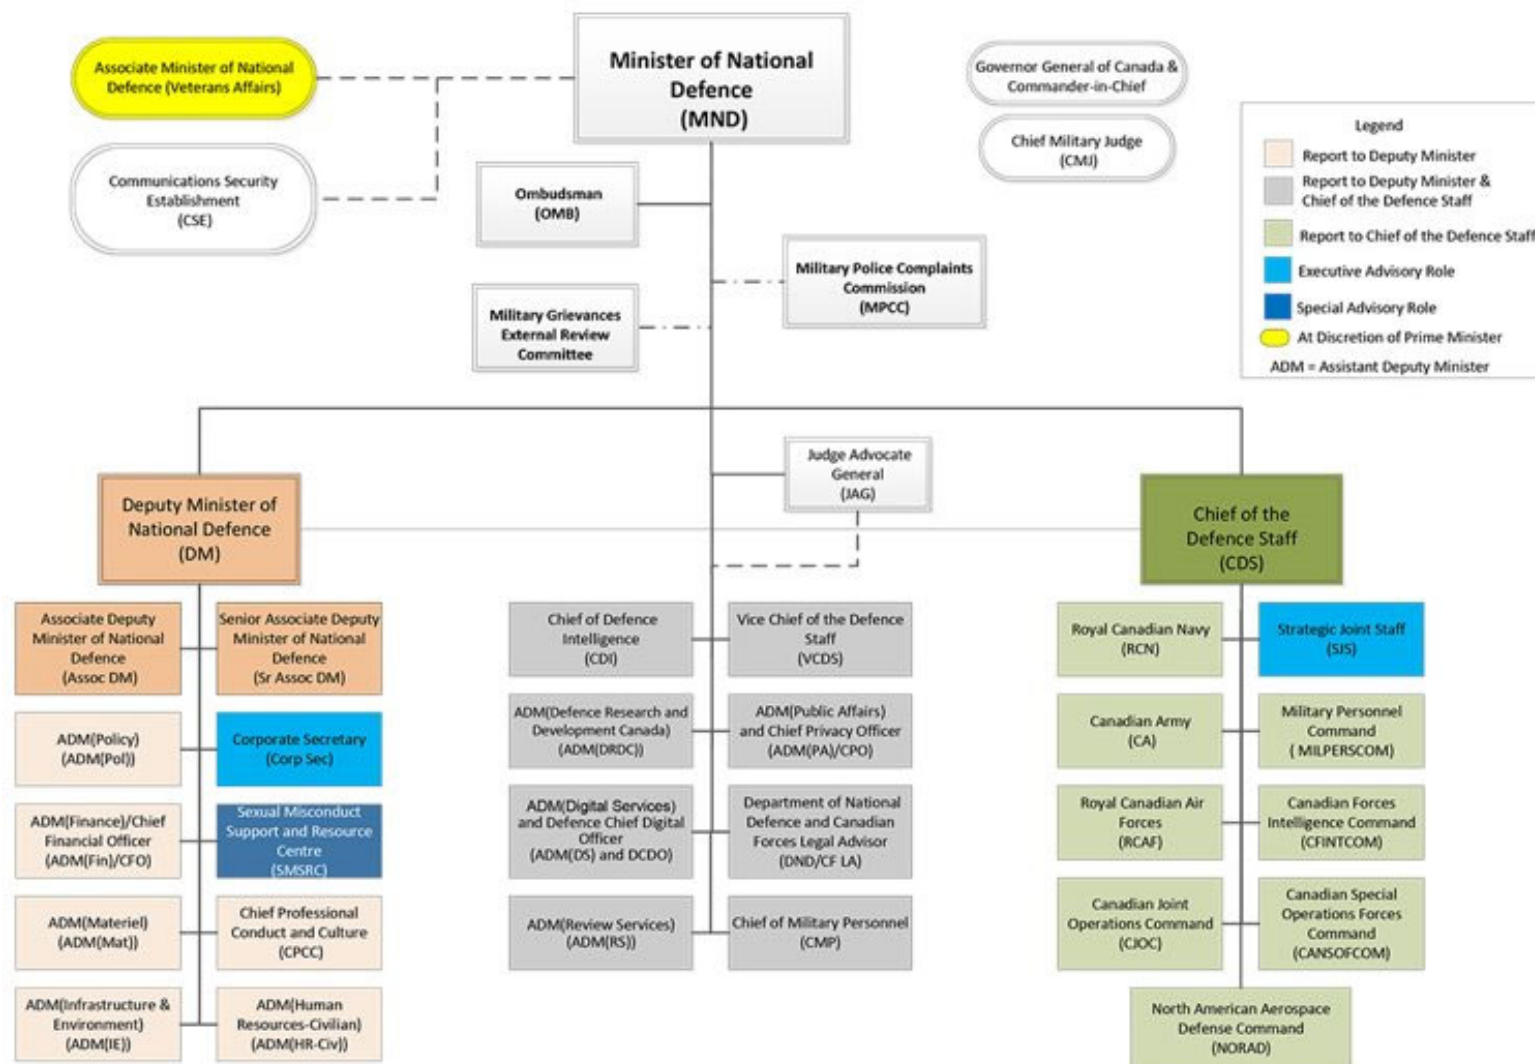 Associate Minister of National
Defence (Veterans Affairs)
Communications Security
Establishment
(CSE)
Minister of National
Defence
(MND)
Governor General of Canada &
Commander-in-Chief
Chief Military Judge
(CMJ)
Legend
Report to Deputy Minister
Report to Deputy Minister &
Chief of the Defence Staff
Report to Chief of the Defence Staff
Executive Advisory Role
Special Advisory Role
At Discretion of Prime Minister
ADM = Assistant Deputy Minister
Ombudsman
(OMB)
Military Police Complaints
Commission
(MPCC)
Military Grievances
External Review
Committee
Judge Advocate
General
(JAG)
Deputy Minister of
National Defence
(DM)
Chief of the
Defence Staff
(CDS)
Associate Deputy
Minister of National
Defence
(Assoc DM)
Senior Associate Deputy
Minister of National
Defence
(Sr Assoc DM)
ADM(Policy)
(ADM(Pol))
Corporate Secretary
(Corp Sec)
ADM(Finance)/Chief
Financial Officer
(ADM(Fin)/CFO)
Sexual Misconduct
Support and Resource
Centre
(SMSRC)
ADM(Materiel)
(ADM(Mat))
Chief Professional
Conduct and Culture
(CPCC)
ADM(Infrastructure &
Environment)
(ADM(IE))
ADM(Human
Resources-Civilian)
(ADM(HR-Civ))
Chief of Defence
Intelligence
(CDI)
Vice Chief of the Defence
Staff
(VCDS)
ADM(Defence Research and
Development Canada)
(ADM(DRDC))
ADM(Public Affairs)
and Chief Privacy Officer
(ADM(PA)/CPO)
ADM(Digital Services)
and Defence Chief Digital
Officer
(ADM(DS) and DCDO)
Department of National
Defence and Canadian
Forces Legal Advisor
(DND/CF LA)
ADM(Review Services)
(ADM(RS))
Chief of Military Personnel
(CMP)
Royal Canadian Navy
(RCN)
Strategic Joint Staff
(SJS)
Canadian Army
(CA)
Military Personnel
Command
( MILPERSCOM)
Royal Canadian Air
Forces
(RCAF)
Canadian Forces
Intelligence Command
(CFINTCOM)
Canadian Joint
Operations Command
(CJOC)
Canadian Special
Operations Forces
Command
(CANSOFCOM)
North American Aerospace
Defense Command
(NORAD)